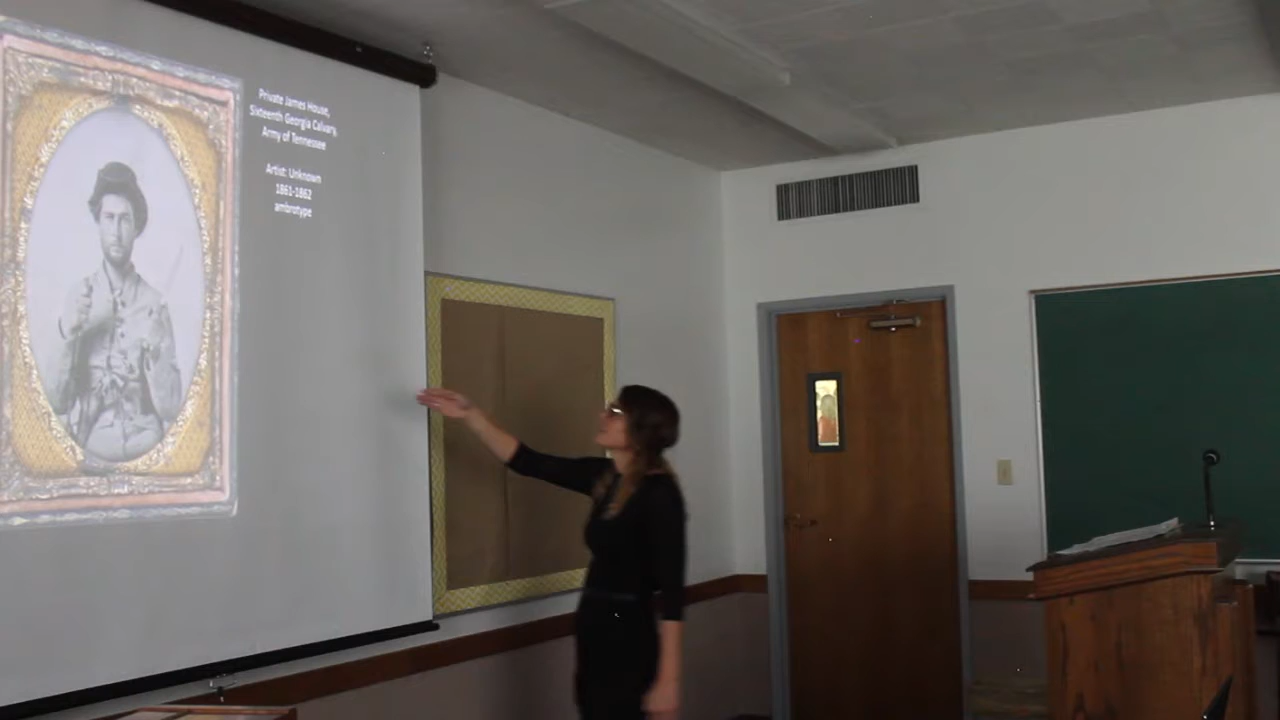 Private James House,
Sixteenth Georgia Calvary,
Army of Tennessee
Artist: Unknown
1861-1862
ambrotype